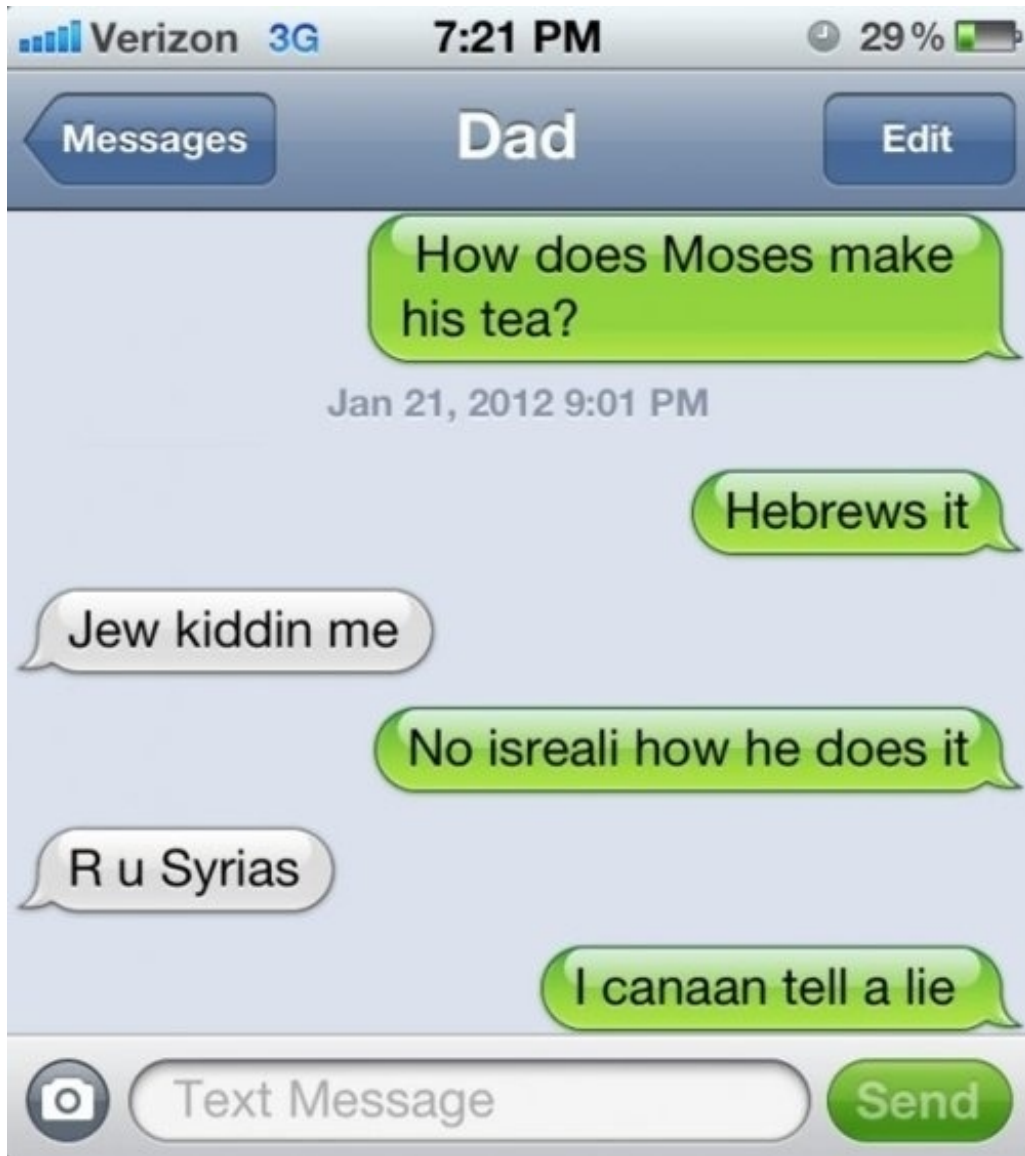 Verizon 3G 7:21 PM 29%
Messages Dad Edit
How does Moses make
his tea?
Jan 21, 2012 9:01 PM
Hebrews it
Jew kiddin me
No isreali how he does it
R u Syrias
I canaan tell a lie
Text Message Send